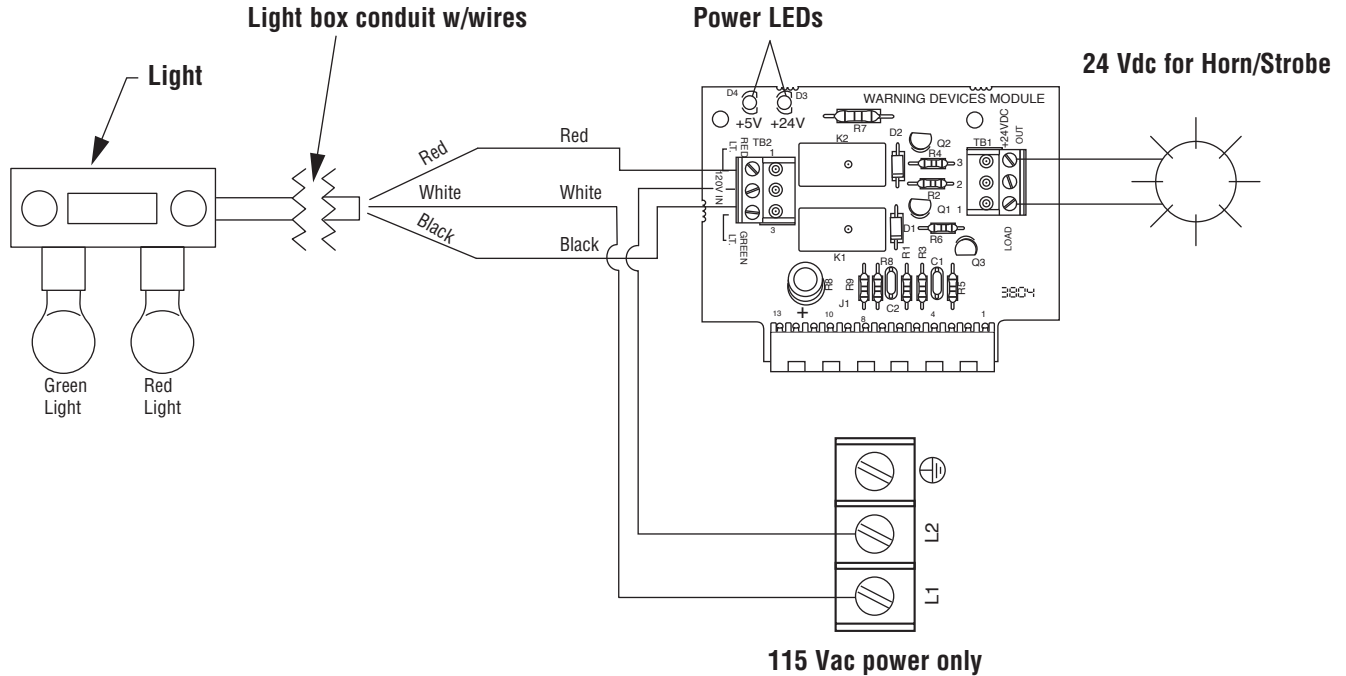 Light box conduit w/wires
Power LEDs
Light
24 Vdc for Horn/Strobe
D4
D3
WARNING DEVICES MODULE
+5V
+24V
R7
D2
Q2
+24VDC
OUT
Red
Red
RED
LT.
TB2
1
K2
R4
TB1
3
White
White
120V IN
R2
2
Q1
1
Black
Black
3
GREEN
LT.
D1
R6
LOAD
K1
Q3
R8
R9
R8
R1
R3
C1
R5
J1
C2
3804
13
+
10
8
4
1
Green
Light
Red
Light
L2
L1
115 Vac power only